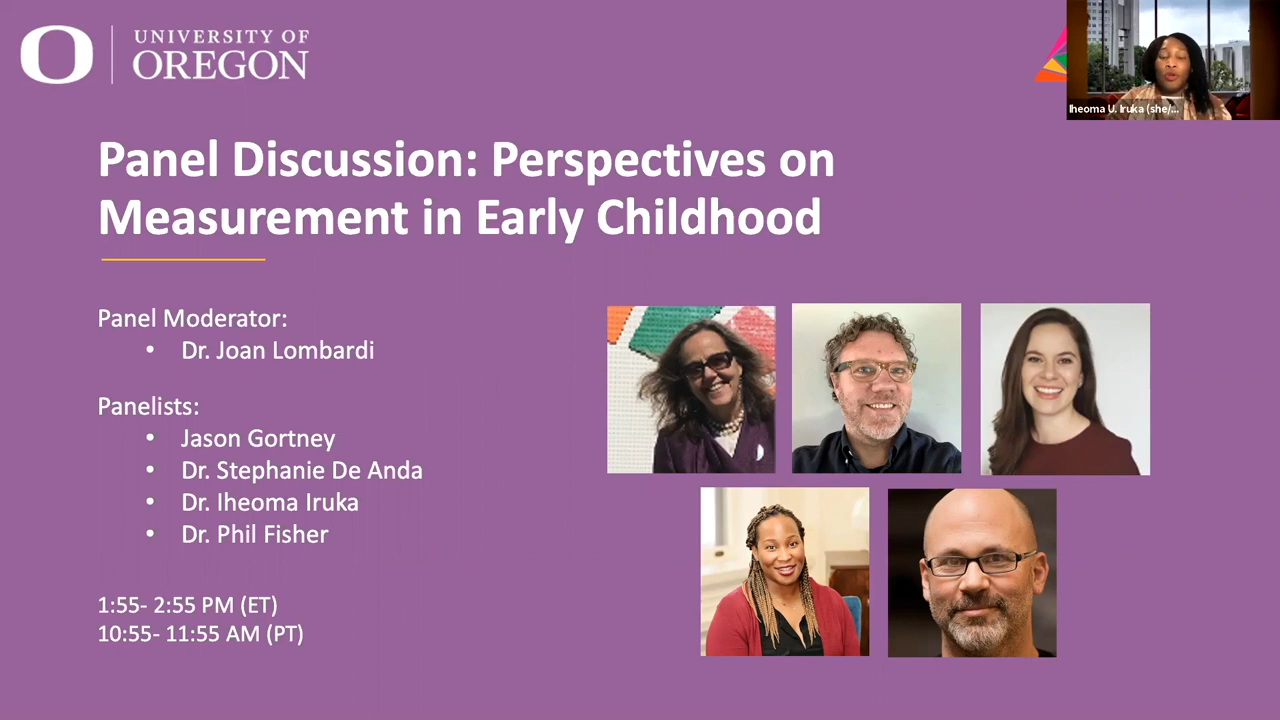 UNIVERSITY OF
OREGON
Iheoma U. Iruka (she/...
Panel Discussion: Perspectives on
Measurement in Early Childhood
Panel Moderator:
• Dr. Joan Lombardi
Panelists:
• Jason Gortney
• Dr. Stephanie De Anda
• Dr. Iheoma Iruka
• Dr. Phil Fisher
1:55- 2:55 PM (ET)
10:55- 11:55 AM (PT)